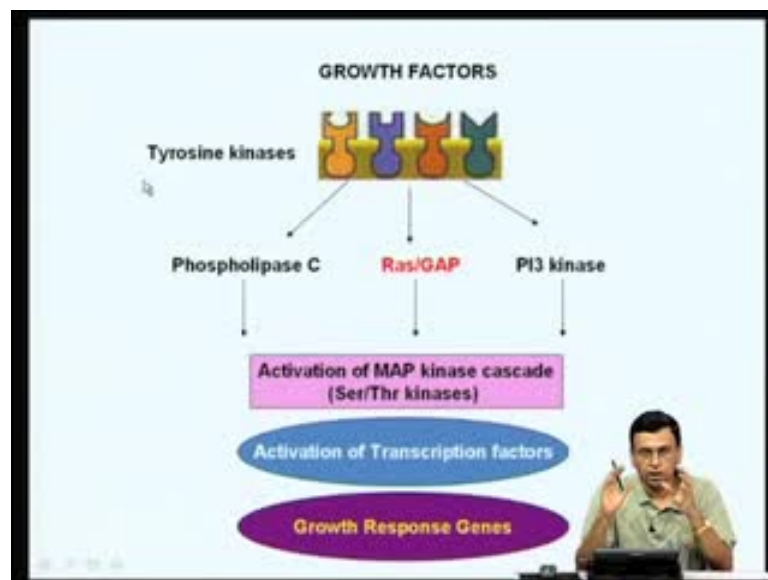 GROWTH FACTORS
Tyrosine kinases
Phospholipase C Ras/GAP PI3 kinase
Activation of MAP kinase cascade
(Ser/Thr kinases)
Activation of Transcription factors
Growth Response Genes